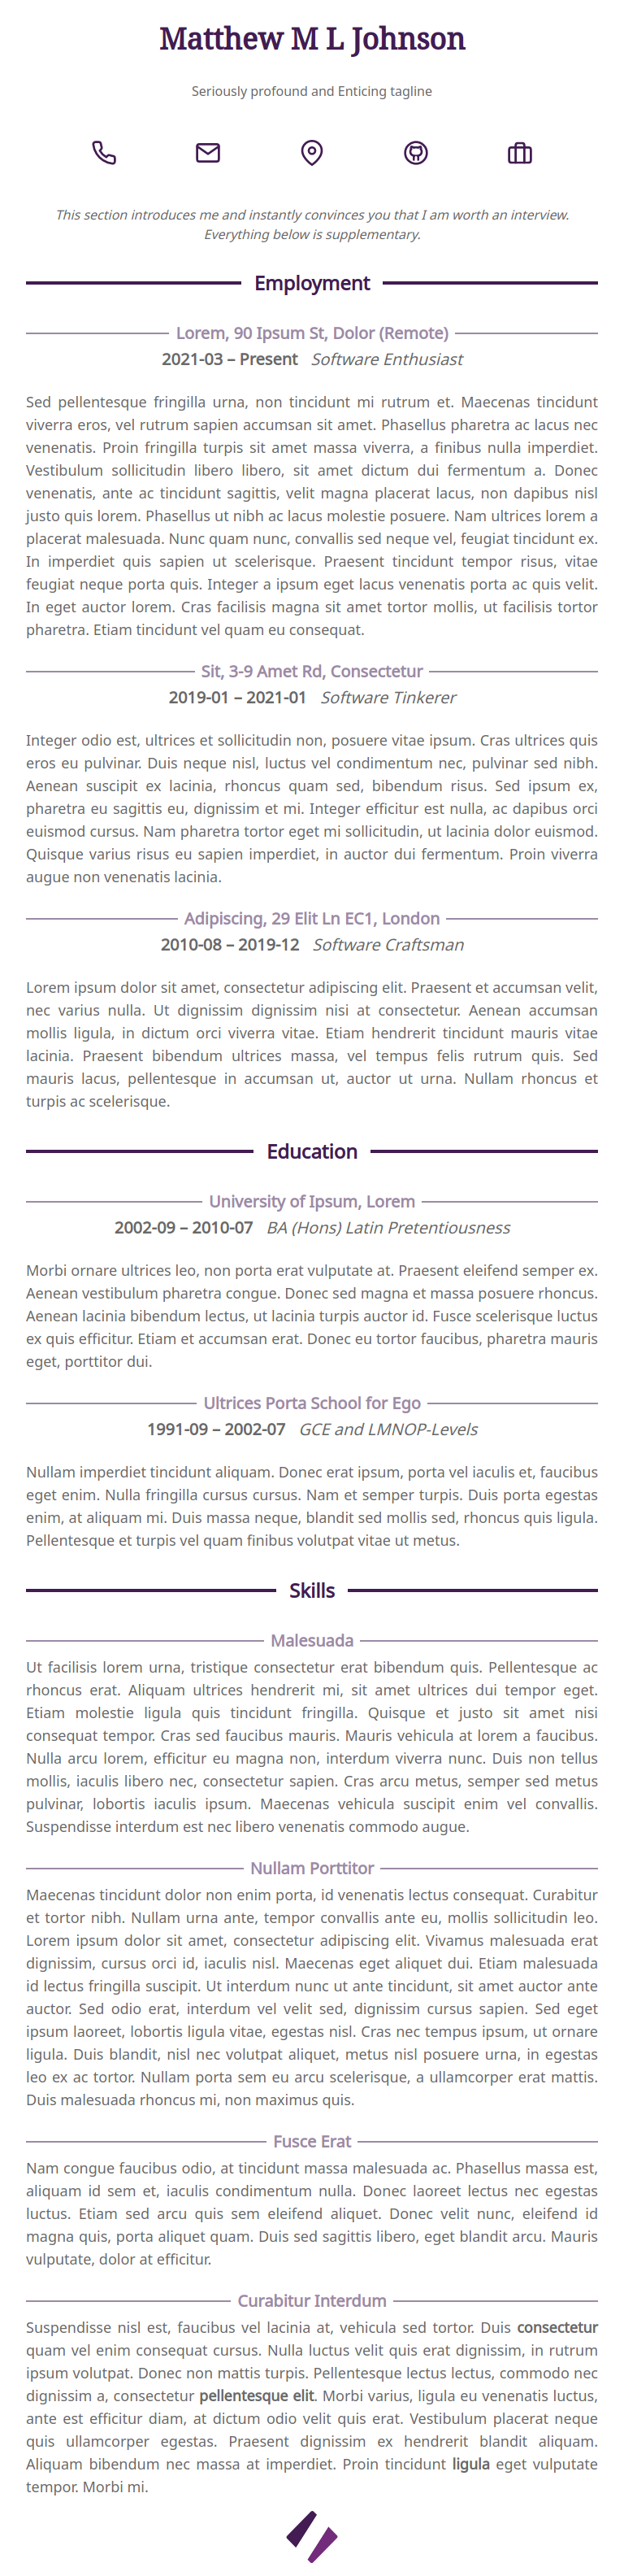 Matthew M L Johnson
Seriously profound and Enticing tagline
This section introduces me and instantly convinces you that I am worth an interview.
Everything below is supplementary.
Employment
Lorem, 90 Ipsum St, Dolor (Remote)
2021-03 – Present Software Enthusiast
Sed pellentesque fringilla urna, non tincidunt mi rutrum et. Maecenas tincidunt
viverra eros, vel rutrum sapien accumsan sit amet. Phasellus pharetra ac lacus nec
venenatis. Proin fringilla turpis sit amet massa viverra, a finibus nulla imperdiet.
Vestibulum sollicitudin libero libero, sit amet dictum dui fermentum a. Donec
venenatis, ante ac tincidunt sagittis, velit magna placerat lacus, non dapibus nisl
justo quis lorem. Phasellus ut nibh ac lacus molestie posuere. Nam ultrices lorem a
placerat malesuada. Nunc quam nunc, convallis sed neque vel, feugiat tincidunt ex.
In imperdiet quis sapien ut scelerisque. Praesent tincidunt tempor risus, vitae
feugiat neque porta quis. Integer a ipsum eget lacus venenatis porta ac quis velit.
In eget auctor lorem. Cras facilisis magna sit amet tortor mollis, ut facilisis tortor
pharetra. Etiam tincidunt vel quam eu consequat.
Sit, 3-9 Amet Rd, Consectetur
2019-01 – 2021-01 Software Tinkerer
Integer odio est, ultrices et sollicitudin non, posuere vitae ipsum. Cras ultrices quis
eros eu pulvinar. Duis neque nisl, luctus vel condimentum nec, pulvinar sed nibh.
Aenean suscipit ex lacinia, rhoncus quam sed, bibendum risus. Sed ipsum ex,
pharetra eu sagittis eu, dignissim et mi. Integer efficitur est nulla, ac dapibus orci
euismod cursus. Nam pharetra tortor eget mi sollicitudin, ut lacinia dolor euismod.
Quisque varius risus eu sapien imperdiet, in auctor dui fermentum. Proin viverra
augue non venenatis lacinia.
Adipiscing, 29 Elit Ln EC1, London
2010-08 – 2019-12 Software Craftsman
Lorem ipsum dolor sit amet, consectetur adipiscing elit. Praesent et accumsan velit,
nec varius nulla. Ut dignissim dignissim nisi at consectetur. Aenean accumsan
mollis ligula, in dictum orci viverra vitae. Etiam hendrerit tincidunt mauris vitae
lacinia. Praesent bibendum ultrices massa, vel tempus felis rutrum quis. Sed
mauris lacus, pellentesque in accumsan ut, auctor ut urna. Nullam rhoncus et
turpis ac scelerisque.
Education
University of Ipsum, Lorem
2002-09 – 2010-07 BA (Hons) Latin Pretentiousness
Morbi ornare ultrices leo, non porta erat vulputate at. Praesent eleifend semper ex.
Aenean vestibulum pharetra congue. Donec sed magna et massa posuere rhoncus.
Aenean lacinia bibendum lectus, ut lacinia turpis auctor id. Fusce scelerisque luctus
ex quis efficitur. Etiam et accumsan erat. Donec eu tortor faucibus, pharetra mauris
eget, porttitor dui.
Ultrices Porta School for Ego
1991-09 – 2002-07 GCE and LMNOP-Levels
Nullam imperdiet tincidunt aliquam. Donec erat ipsum, porta vel iaculis et, faucibus
eget enim. Nulla fringilla cursus cursus. Nam et semper turpis. Duis porta egestas
enim, at aliquam mi. Duis massa neque, blandit sed mollis sed, rhoncus quis ligula.
Pellentesque et turpis vel quam finibus volutpat vitae ut metus.
Skills
Malesuada
Ut facilisis lorem urna, tristique consectetur erat bibendum quis. Pellentesque ac
rhoncus erat. Aliquam ultrices hendrerit mi, sit amet ultrices dui tempor eget.
Etiam molestie ligula quis tincidunt fringilla. Quisque et justo sit amet nisi
consequat tempor. Cras sed faucibus mauris. Mauris vehicula at lorem a faucibus.
Nulla arcu lorem, efficitur eu magna non, interdum viverra nunc. Duis non tellus
mollis, iaculis libero nec, consectetur sapien. Cras arcu metus, semper sed metus
pulvinar, lobortis iaculis ipsum. Maecenas vehicula suscipit enim vel convallis.
Suspendisse interdum est nec libero venenatis commodo augue.
Nullam Porttitor
Maecenas tincidunt dolor non enim porta, id venenatis lectus consequat. Curabitur
et tortor nibh. Nullam urna ante, tempor convallis ante eu, mollis sollicitudin leo.
Lorem ipsum dolor sit amet, consectetur adipiscing elit. Vivamus malesuada erat
dignissim, cursus orci id, iaculis nisl. Maecenas eget aliquet dui. Etiam malesuada
id lectus fringilla suscipit. Ut interdum nunc ut ante tincidunt, sit amet auctor ante
auctor. Sed odio erat, interdum vel velit sed, dignissim cursus sapien. Sed eget
ipsum laoreet, lobortis ligula vitae, egestas nisl. Cras nec tempus ipsum, ut ornare
ligula. Duis blandit, nisl nec volutpat aliquet, metus nisl posuere urna, in egestas
leo ex ac tortor. Nullam porta sem eu arcu scelerisque, a ullamcorper erat mattis.
Duis malesuada rhoncus mi, non maximus quis.
Fusce Erat
Nam congue faucibus odio, at tincidunt massa malesuada ac. Phasellus massa est,
aliquam id sem et, iaculis condimentum nulla. Donec laoreet lectus nec egestas
luctus. Etiam sed arcu quis sem eleifend aliquet. Donec velit nunc, eleifend id
magna quis, porta aliquet quam. Duis sed sagittis libero, eget blandit arcu. Mauris
vulputate, dolor at efficitur.
Curabitur Interdum
Suspendisse nisl est, faucibus vel lacinia at, vehicula sed tortor. Duis consectetur
quam vel enim consequat cursus. Nulla luctus velit quis erat dignissim, in rutrum
ipsum volutpat. Donec non mattis turpis. Pellentesque lectus lectus, commodo nec
dignissim a, consectetur pellentesque elit. Morbi varius, ligula eu venenatis luctus,
ante est efficitur diam, at dictum odio velit quis erat. Vestibulum placerat neque
quis ullamcorper egestas. Praesent dignissim ex hendrerit blandit aliquam.
Aliquam bibendum nec massa at imperdiet. Proin tincidunt ligula eget vulputate
tempor. Morbi mi.